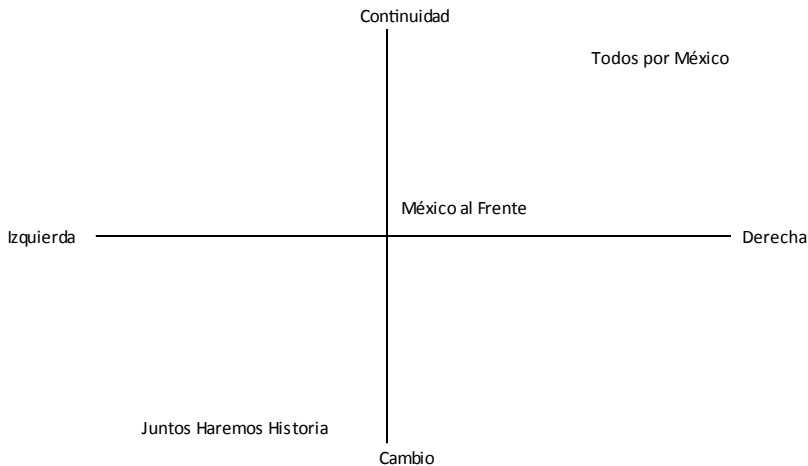 Continuidad
Todos por México
México al Frente
Izquierda
Derecha
Juntos Haremos Historia
Cambio